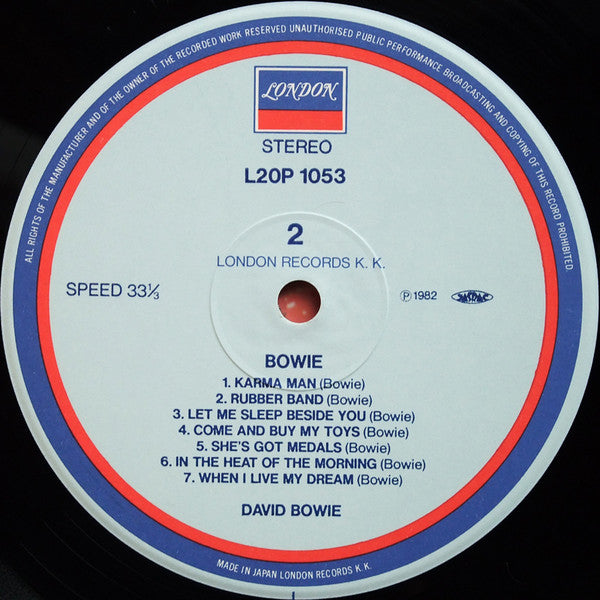 ALL RIGHTS OF THE MANUFACTURER AND OF THE OWNER OF THE RECORDED WORK RESERVED UNAUTHORISED PUBLIC PERFORMANCE BROADCASTING AND COPYING OF THIS RECORD PROHIBITED.
LONDON
STEREO
L20P 1053
2
LONDON RECORDS K. K.
SPEED 33⅓
℗ 1982 JASRAC
BOWIE
1. KARMA MAN (Bowie)
2. RUBBER BAND (Bowie)
3. LET ME SLEEP BESIDE YOU (Bowie)
4. COME AND BUY MY TOYS (Bowie)
5. SHE'S GOT MEDALS (Bowie)
6. IN THE HEAT OF THE MORNING (Bowie)
7. WHEN I LIVE MY DREAM (Bowie)
DAVID BOWIE
MADE IN JAPAN LONDON RECORDS K. K.